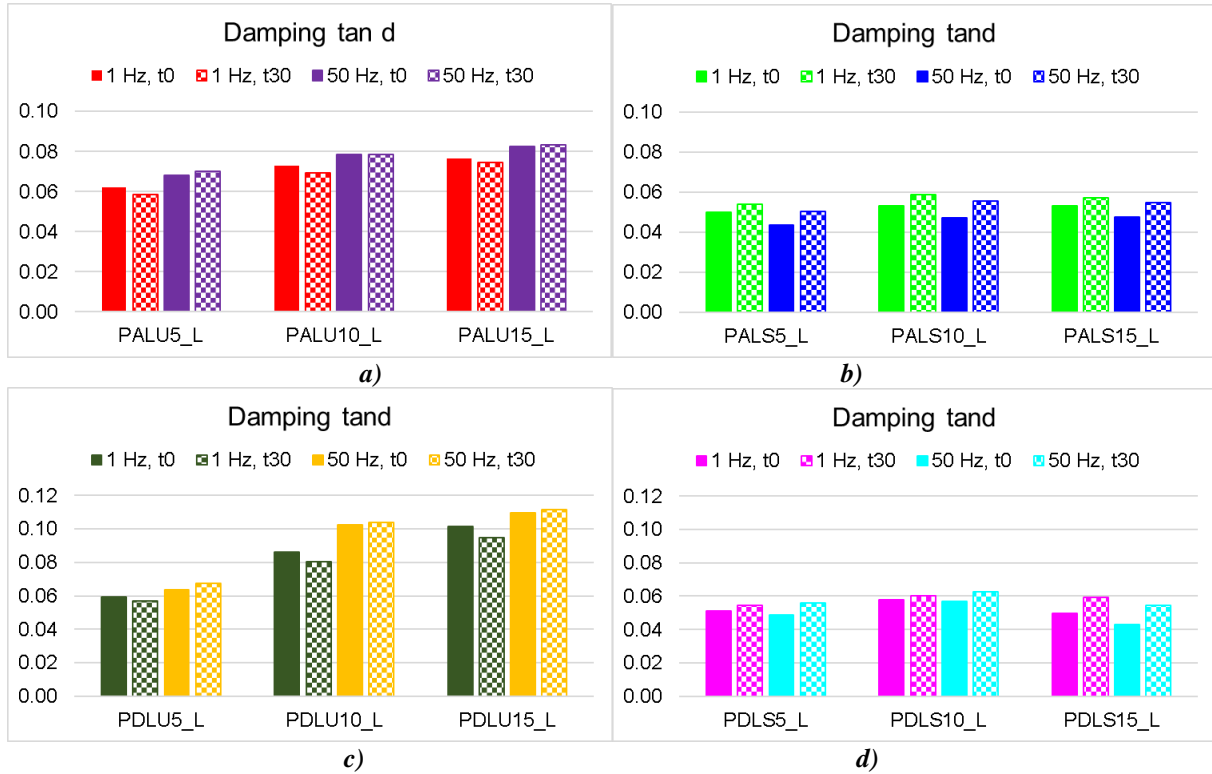 Damping tan d
1 Hz, t0 1 Hz, t30 50 Hz, t0 50 Hz, t30
0.10
0.08
0.06
0.04
0.02
0.00
PALU5_L PALU10_L PALU15_L
a)
Damping tand
1 Hz, t0 1 Hz, t30 50 Hz, t0 50 Hz, t30
0.10
0.08
0.06
0.04
0.02
0.00
PALS5_L PALS10_L PALS15_L
b)
Damping tand
1 Hz, t0 1 Hz, t30 50 Hz, t0 50 Hz, t30
0.12
0.10
0.08
0.06
0.04
0.02
0.00
PDLU5_L PDLU10_L PDLU15_L
c)
Damping tand
1 Hz, t0 1 Hz, t30 50 Hz, t0 50 Hz, t30
0.12
0.10
0.08
0.06
0.04
0.02
0.00
PDLS5_L PDLS10_L PDLS15_L
d)